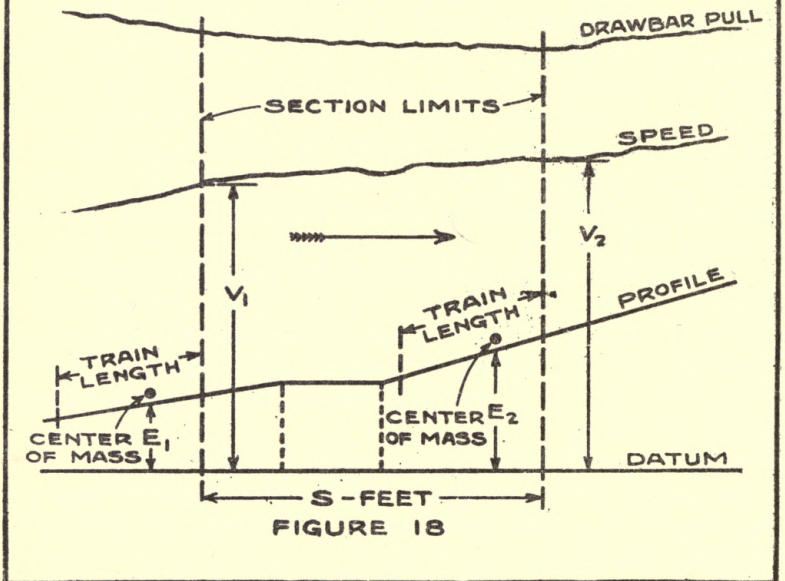 DRAWBAR PULL
SECTION LIMITS
SPEED
V₁
V₂
TRAIN
LENGTH
PROFILE
TRAIN
LENGTH
CENTER E₁
OF MASS
CENTER E₂
OF MASS
DATUM
S-FEET
FIGURE 18